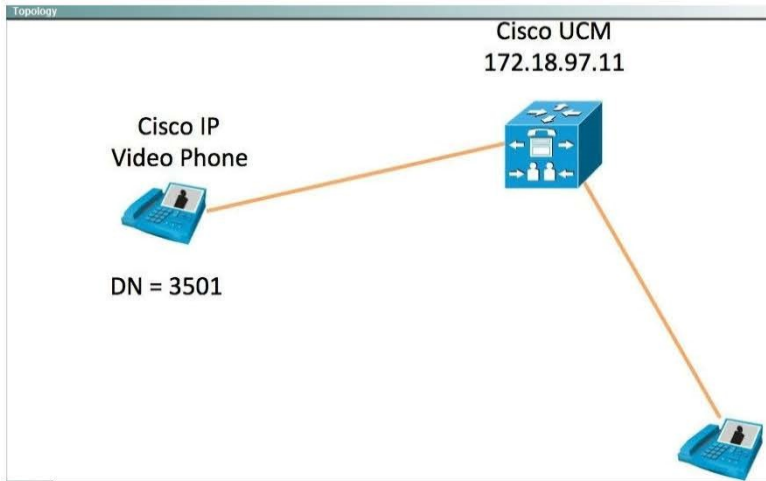 Topology
Cisco UCM
172.18.97.11
Cisco IP
Video Phone
DN = 3501